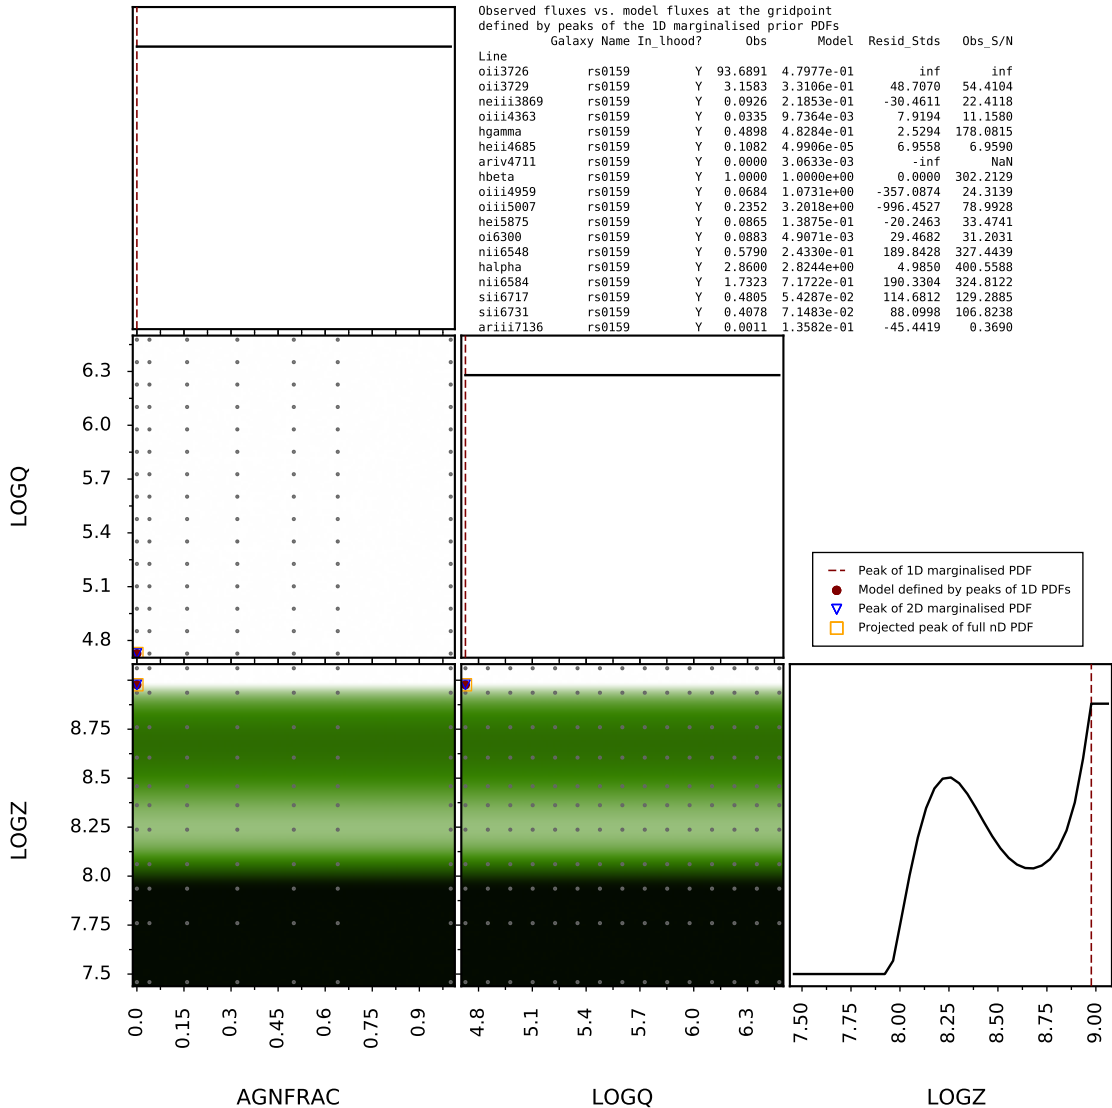 Observed fluxes vs. model fluxes at the gridpoint
defined by peaks of the 1D marginalised prior PDFs
Galaxy Name In_lhood? Obs Model Resid_Stds Obs_S/N
Line
oii3726 rs0159 Y 93.6891 4.7977e-01 inf inf
oii3729 rs0159 Y 3.1583 3.3106e-01 48.7070 54.4104
neiii3869 rs0159 Y 0.0926 2.1853e-01 -30.4611 22.4118
oiii4363 rs0159 Y 0.0335 9.7364e-03 7.9194 11.1580
hgamma rs0159 Y 0.4898 4.8284e-01 2.5294 178.0815
heii4685 rs0159 Y 0.1082 4.9906e-05 6.9558 6.9590
ariv4711 rs0159 Y 0.0000 3.0633e-03 -inf NaN
hbeta rs0159 Y 1.0000 1.0000e+00 0.0000 302.2129
oiii4959 rs0159 Y 0.0684 1.0731e+00 -357.0874 24.3139
oiii5007 rs0159 Y 0.2352 3.2018e+00 -996.4527 78.9928
hei5875 rs0159 Y 0.0865 1.3875e-01 -20.2463 33.4741
oi6300 rs0159 Y 0.0883 4.9071e-03 29.4682 31.2031
nii6548 rs0159 Y 0.5790 2.4330e-01 189.8428 327.4439
halpha rs0159 Y 2.8600 2.8244e+00 4.9850 400.5588
nii6584 rs0159 Y 1.7323 7.1722e-01 190.3304 324.8122
sii6717 rs0159 Y 0.4805 5.4287e-02 114.6812 129.2885
sii6731 rs0159 Y 0.4078 7.1483e-02 88.0998 106.8238
ariii7136 rs0159 Y 0.0011 1.3582e-01 -45.4419 0.3690
LOGQ
6.3
6.0
5.7
5.4
5.1
4.8
Peak of 1D marginalised PDF
Model defined by peaks of 1D PDFs
Peak of 2D marginalised PDF
Projected peak of full nD PDF
LOGZ
8.75
8.5
8.25
8.0
7.75
7.5
0.0 0.15 0.3 0.45 0.6 0.75 0.9
4.8 5.1 5.4 5.7 6.0 6.3
7.50 7.75 8.00 8.25 8.50 8.75 9.00
AGNFRAC LOGQ LOGZ